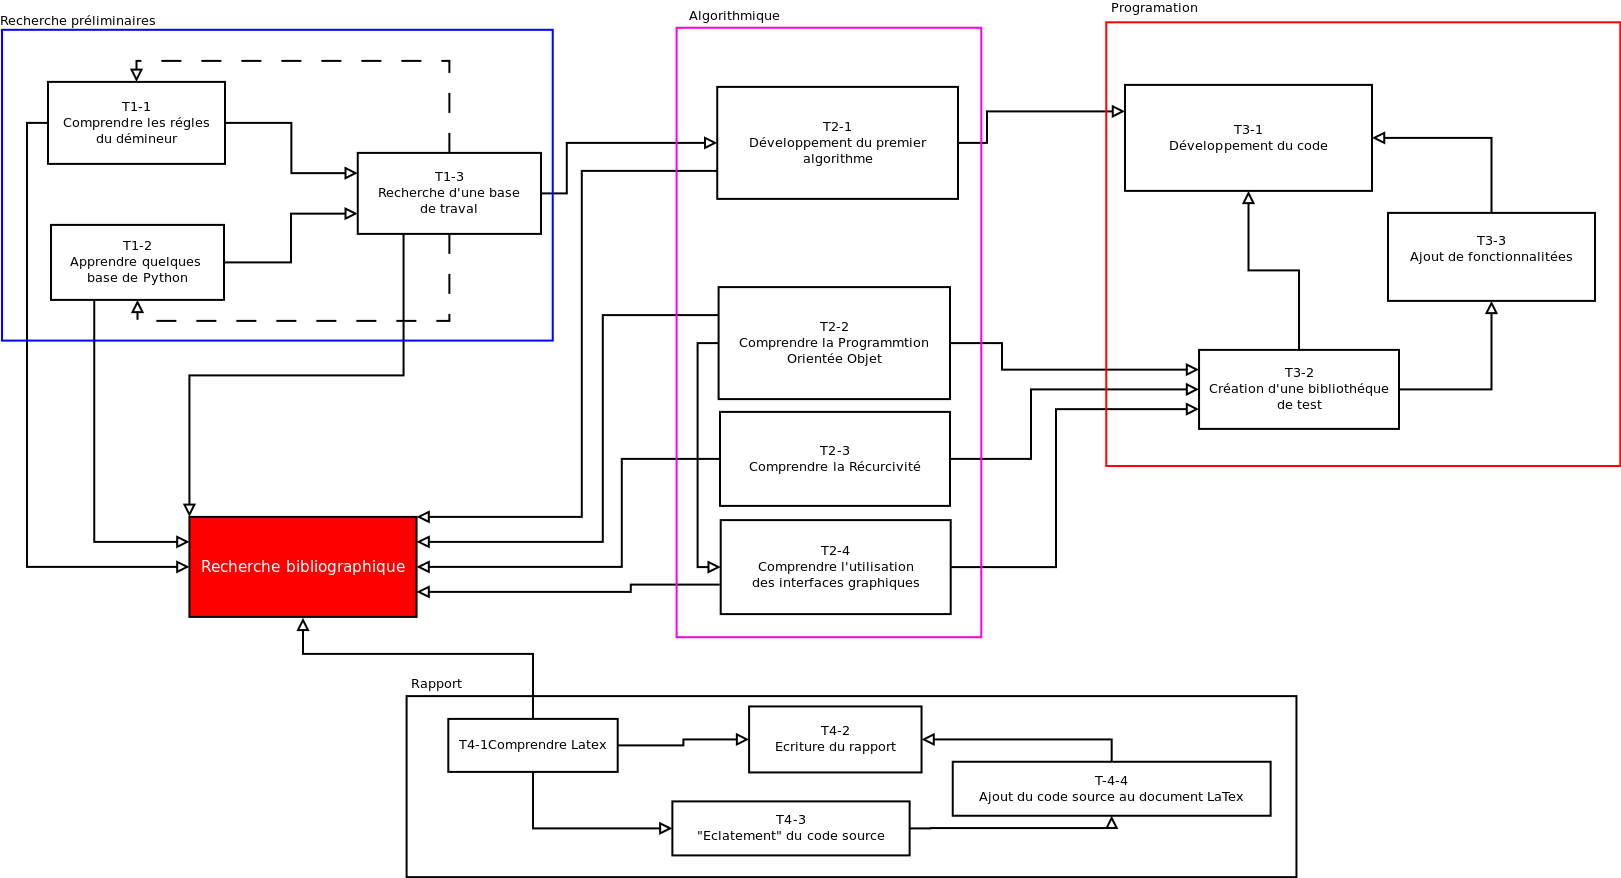 Recherche préliminaires
T1-1
Comprendre les régles
du démineur
T1-2
Apprendre quelques
base de Python
T1-3
Recherche d'une base
de traval
Algorithmique
T2-1
Développement du premier
algorithme
T2-2
Comprendre la Programmtion
Orientée Objet
T2-3
Comprendre la Récurcivité
T2-4
Comprendre l'utilisation
des interfaces graphiques
Programation
T3-1
Développement du code
T3-3
Ajout de fonctionnalitées
T3-2
Création d'une bibliothéque
de test
Recherche bibliographique
Rapport
T4-1Comprendre Latex
T4-2
Ecriture du rapport
T-4-4
Ajout du code source au document LaTex
T4-3
"Eclatement" du code source